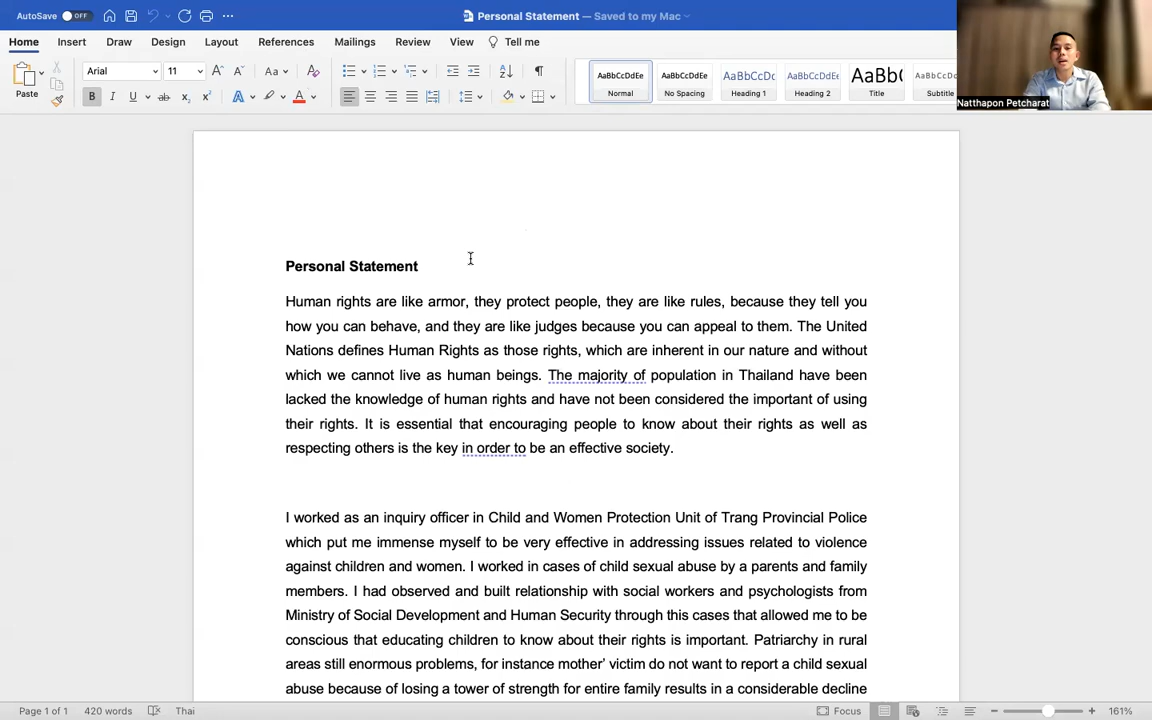 AutoSave OFF
Personal Statement — Saved to my Mac
Home Insert Draw Design Layout References Mailings Review View Tell me
Paste
Arial 11
AaBbCcDdEe AaBbCcDdEe AaBbCcDc AaBbCcDdEe AaBb( AaBbCcDd
Normal No Spacing Heading 1 Heading 2 Title Subtitle
Natthapon Petcharat
Personal Statement
Human rights are like armor, they protect people, they are like rules, because they tell you
how you can behave, and they are like judges because you can appeal to them. The United
Nations defines Human Rights as those rights, which are inherent in our nature and without
which we cannot live as human beings. The majority of population in Thailand have been
lacked the knowledge of human rights and have not been considered the important of using
their rights. It is essential that encouraging people to know about their rights as well as
respecting others is the key in order to be an effective society.
I worked as an inquiry officer in Child and Women Protection Unit of Trang Provincial Police
which put me immense myself to be very effective in addressing issues related to violence
against children and women. I worked in cases of child sexual abuse by a parents and family
members. I had observed and built relationship with social workers and psychologists from
Ministry of Social Development and Human Security through this cases that allowed me to be
conscious that educating children to know about their rights is important. Patriarchy in rural
areas still enormous problems, for instance mother' victim do not want to report a child sexual
abuse because of losing a tower of strength for entire family results in a considerable decline
Page 1 of 1 420 words Thai Focus 161%